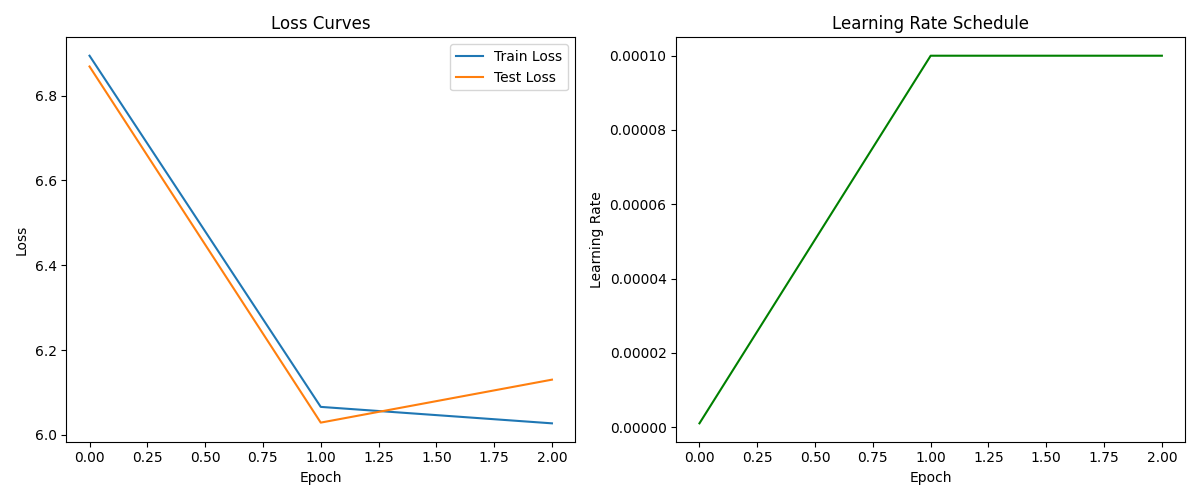 Loss Curves
Train Loss
Test Loss
Loss
6.8
6.6
6.4
6.2
6.0
0.00 0.25 0.50 0.75 1.00 1.25 1.50 1.75 2.00
Epoch
Learning Rate Schedule
Learning Rate
0.00010
0.00008
0.00006
0.00004
0.00002
0.00000
0.00 0.25 0.50 0.75 1.00 1.25 1.50 1.75 2.00
Epoch